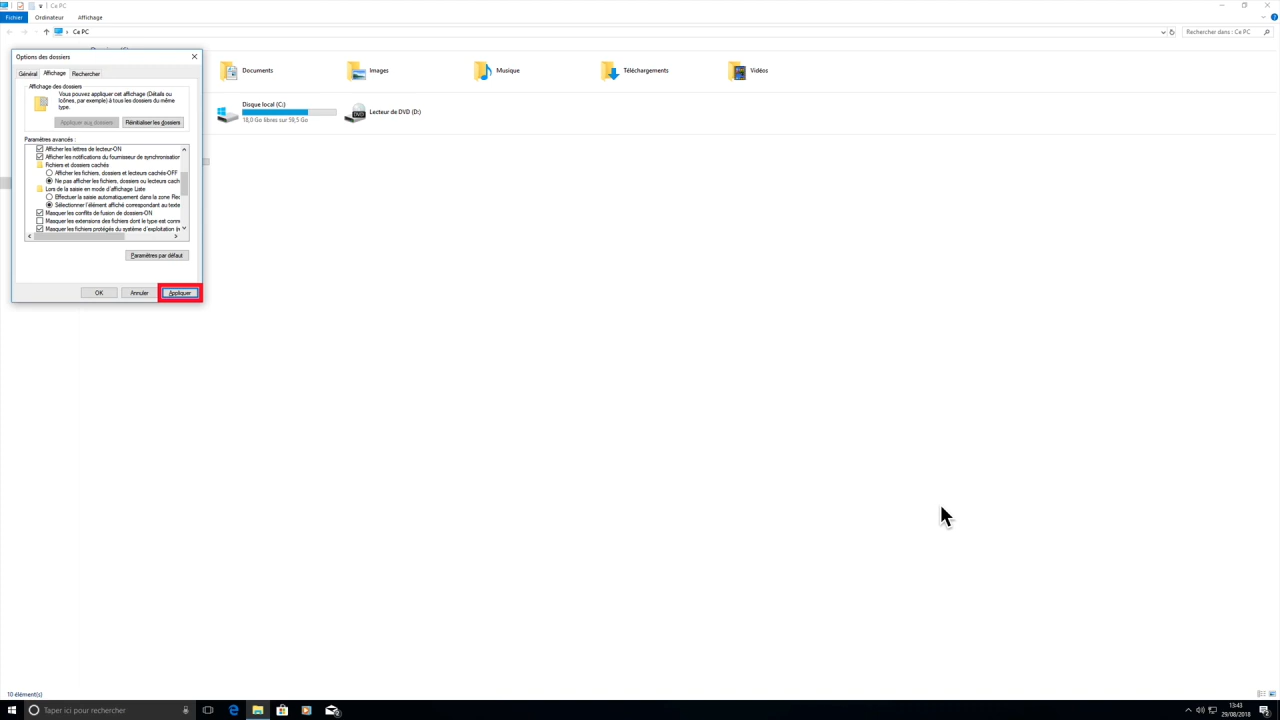 Ce PC
Fichier
Ordinateur
Affichage
Ce PC
Rechercher dans : Ce PC
Options des dossiers
Général
Affichage
Rechercher
Affichage des dossiers
Vous pouvez appliquer cet affichage (Détails ou
Icônes, par exemple) à tous les dossiers du même
type.
Appliquer aux dossiers
Réinitialiser les dossiers
Paramètres avancés :
Afficher les lettres de lecteur-ON
Afficher les notifications du fournisseur de synchronisation
Fichiers et dossiers cachés
Afficher les fichiers, dossiers et lecteurs cachés-OFF
Ne pas afficher les fichiers, dossiers ou lecteurs cach
Lors de la saisie en mode d'affichage Liste
Effectuer la saisie automatiquement dans la zone Rec
Sélectionner l'élément affiché correspondant au texte
Masquer les conflits de fusion de dossiers-ON
Masquer les extensions des fichiers dont le type est conn
Masquer les fichiers protégés du système d'exploitation (r
Paramètres par défaut
OK
Annuler
Appliquer
Documents
Images
Musique
Téléchargements
Vidéos
Disque local (C:)
18,0 Go libres sur 59,5 Go
DVD
Lecteur de DVD (D:)
10 élément(s)
Taper ici pour rechercher
13:43
29/08/2018